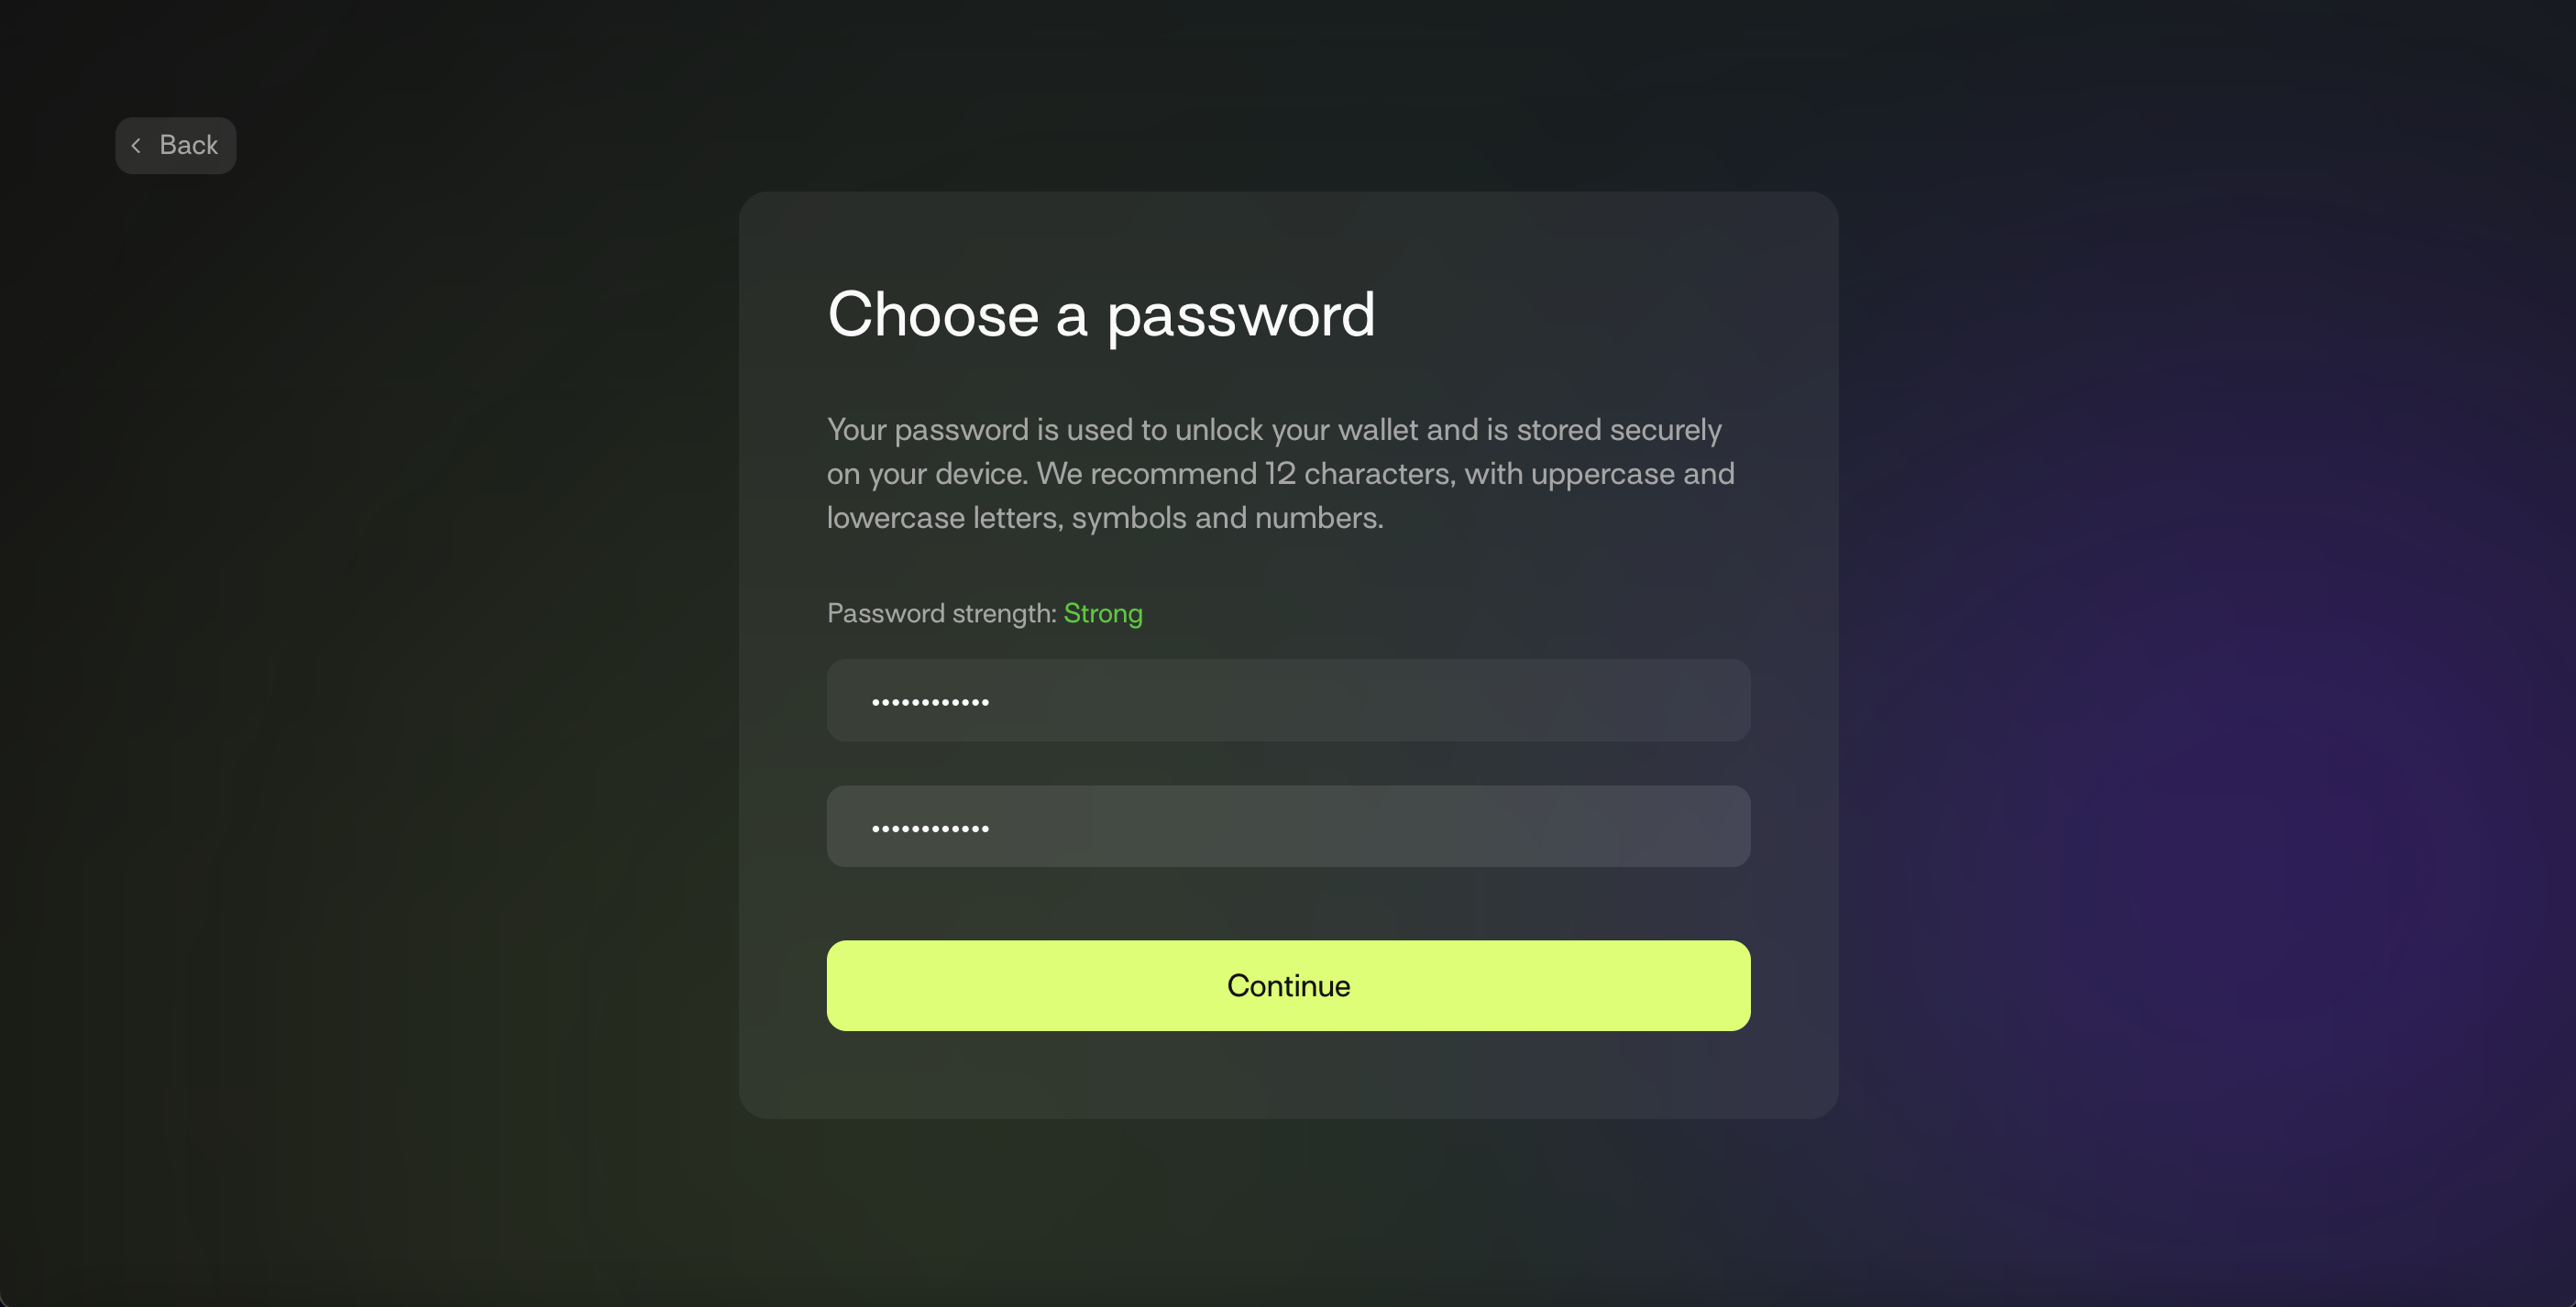 Back
Choose a password
Your password is used to unlock your wallet and is stored securely
on your device. We recommend 12 characters, with uppercase and
lowercase letters, symbols and numbers.
Password strength: Strong
••••••••••••
••••••••••••
Continue